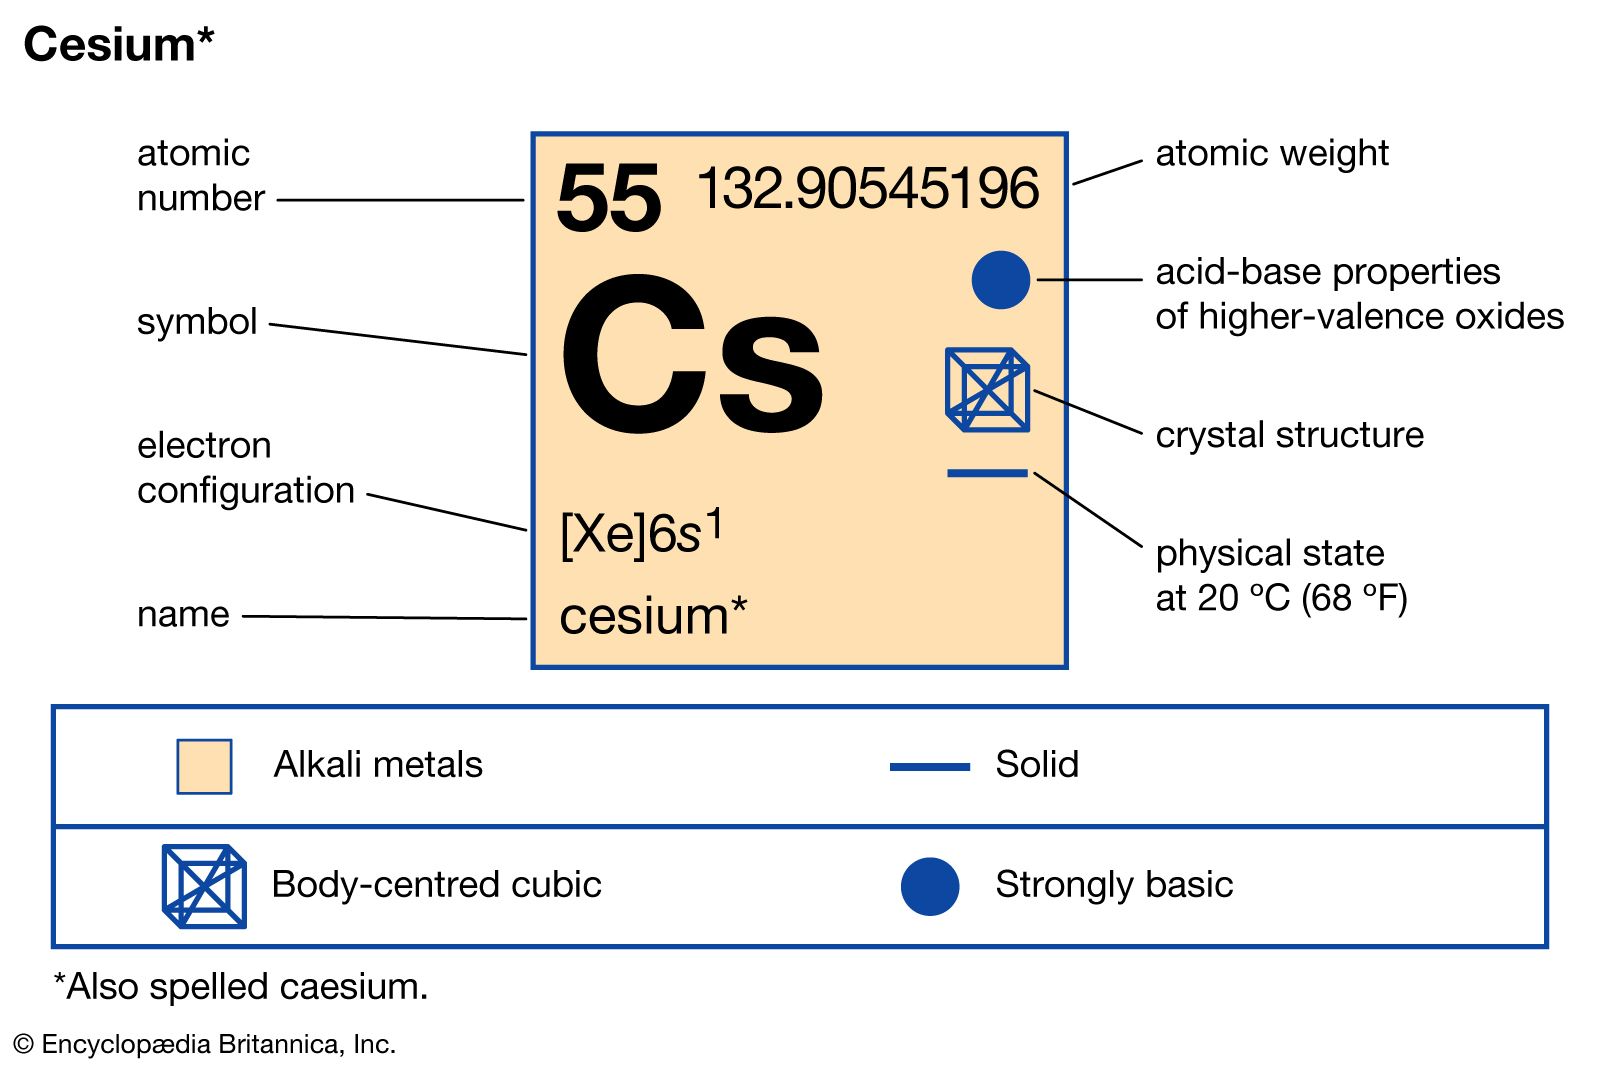 Cesium*
atomic
number
symbol
electron
configuration
name
55 132.90545196
Cs
[Xe]6s¹
cesium*
atomic weight
acid-base properties
of higher-valence oxides
crystal structure
physical state
at 20 ºC (68 ºF)
Alkali metals
Solid
Body-centred cubic
Strongly basic
*Also spelled caesium.
© Encyclopædia Britannica, Inc.